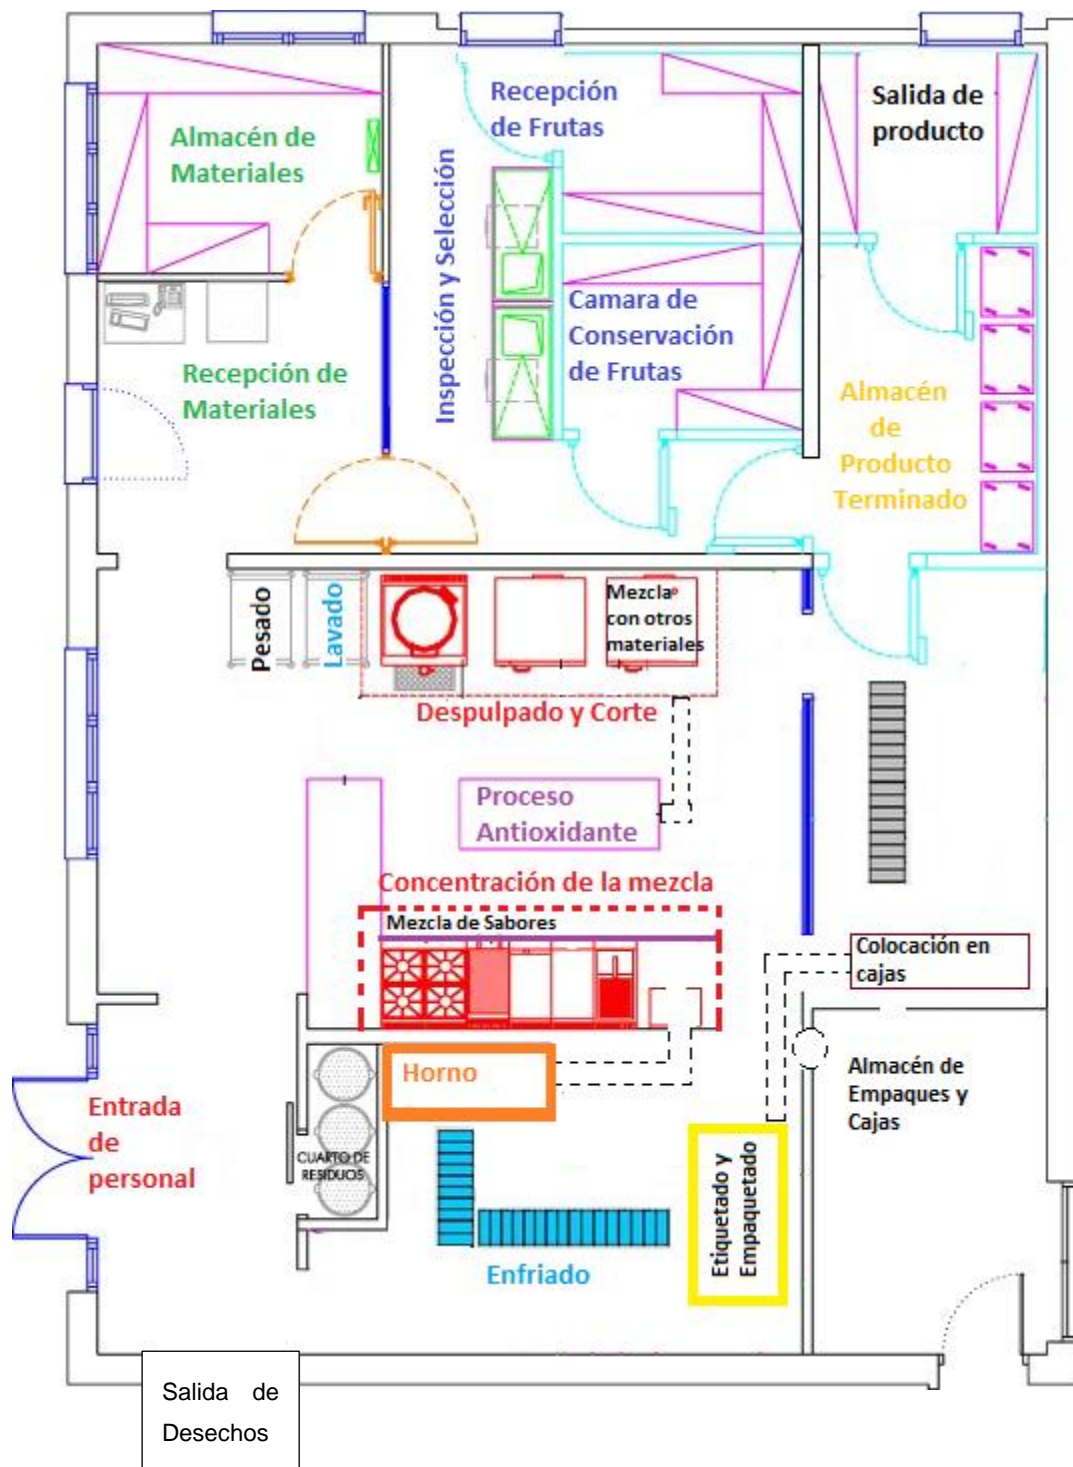 Recepción
de Frutas
Salida de
producto
Almacén de
Materiales
Inspección y Selección
Camara de
Conservación
de Frutas
Recepción de
Materiales
Almacén
de
Producto
Terminado
Pesado
Lavado
Mezcla
con otros
materiales
Despulpado y Corte
Proceso
Antioxidante
Concentración de la mezcla
Mezcla de Sabores
Colocación en
cajas
Horno
Almacén de
Empaques y
Cajas
Entrada
de
personal
CUARTO DE
RESIDUOS
Etiquetado y
Empaquetado
Enfriado
Salida de
Desechos